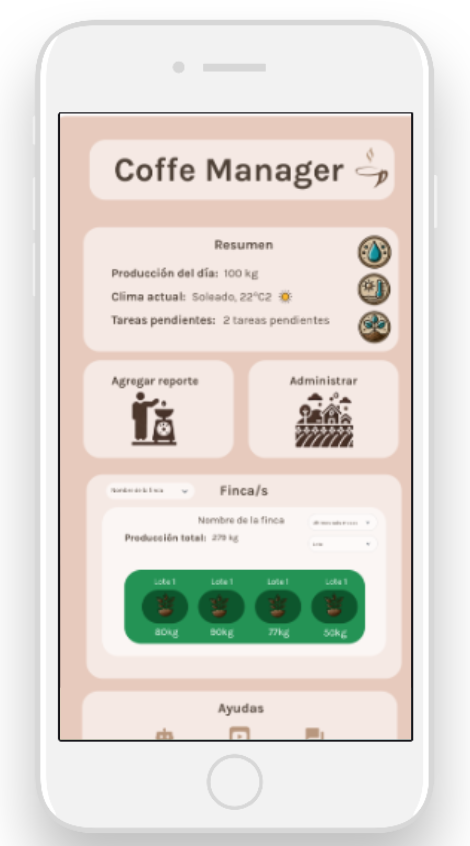 Coffe Manager
Resumen
Producción del día: 100 kg
Clima actual: Soleado, 22°C2
Tareas pendientes: 2 tareas pendientes
Agregar reporte
Administrar
Nombre de la finca
Finca/s
Nombre de la finca
Producción total: 279 kg
Lote 1 Lote 1 Lote 1 Lote 1
80kg 90kg 77kg 50kg
Ayudas